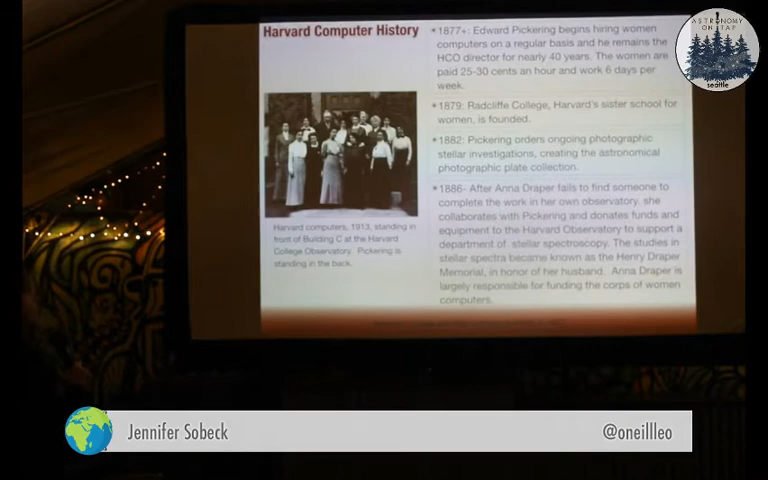 ASTRONOMY
ON TAP
seattle
Harvard Computer History
*1877+: Edward Pickering begins hiring women
computers on a regular basis and he remains the
HCO director for nearly 40 years. The women are
paid 25-30 cents an hour and work 6 days per
week.
*1879: Radcliffe College, Harvard's sister school for
women, is founded.
*1882: Pickering orders ongoing photographic
stellar investigations, creating the astronomical
photographic plate collection.
*1886- After Anna Draper fails to find someone to
complete the work in her own observatory, she
collaborates with Pickering and donates funds and
equipment to the Harvard Observatory to support a
department of stellar spectroscopy. The studies in
stellar spectra became known as the Henry Draper
Memorial, in honor of her husband. Anna Draper is
largely responsible for funding the corps of women
computers.
Harvard computers, 1913, standing in
front of Building C at the Harvard
College Observatory. Pickering is
standing in the back.
Jennifer Sobeck
@oneillleo